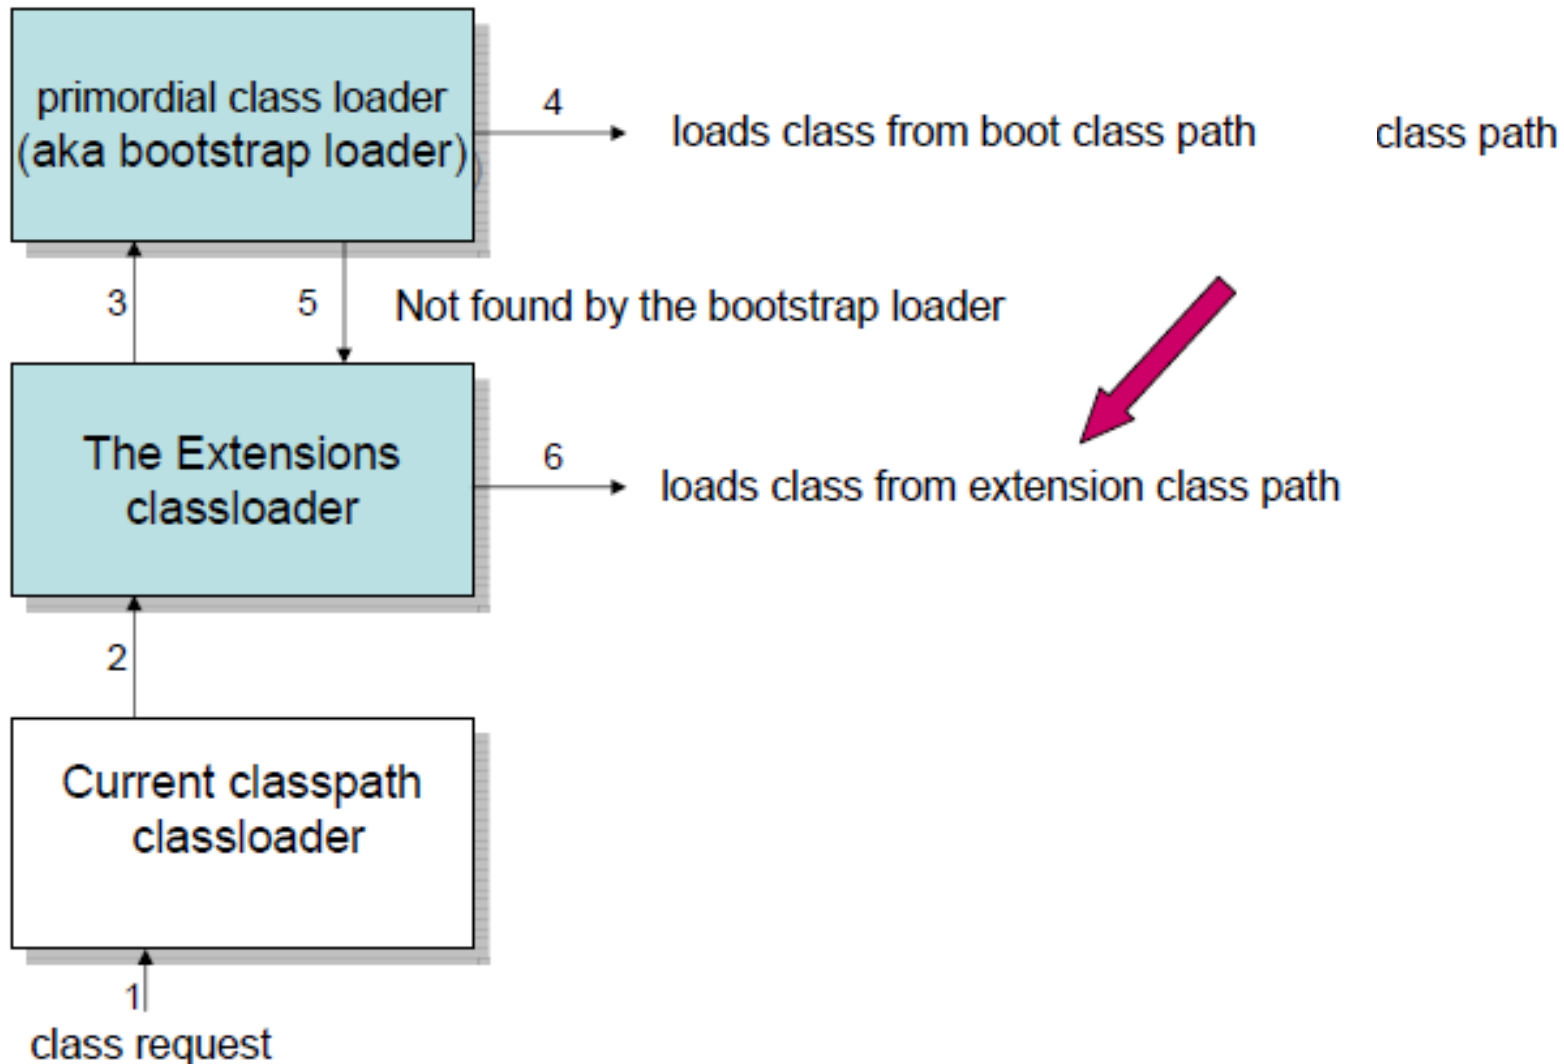 primordial class loader
(aka bootstrap loader))
4
loads class from boot class path
class path
3
5
Not found by the bootstrap loader
The Extensions
classloader
6
loads class from extension class path
2
Current classpath
classloader
1
class request